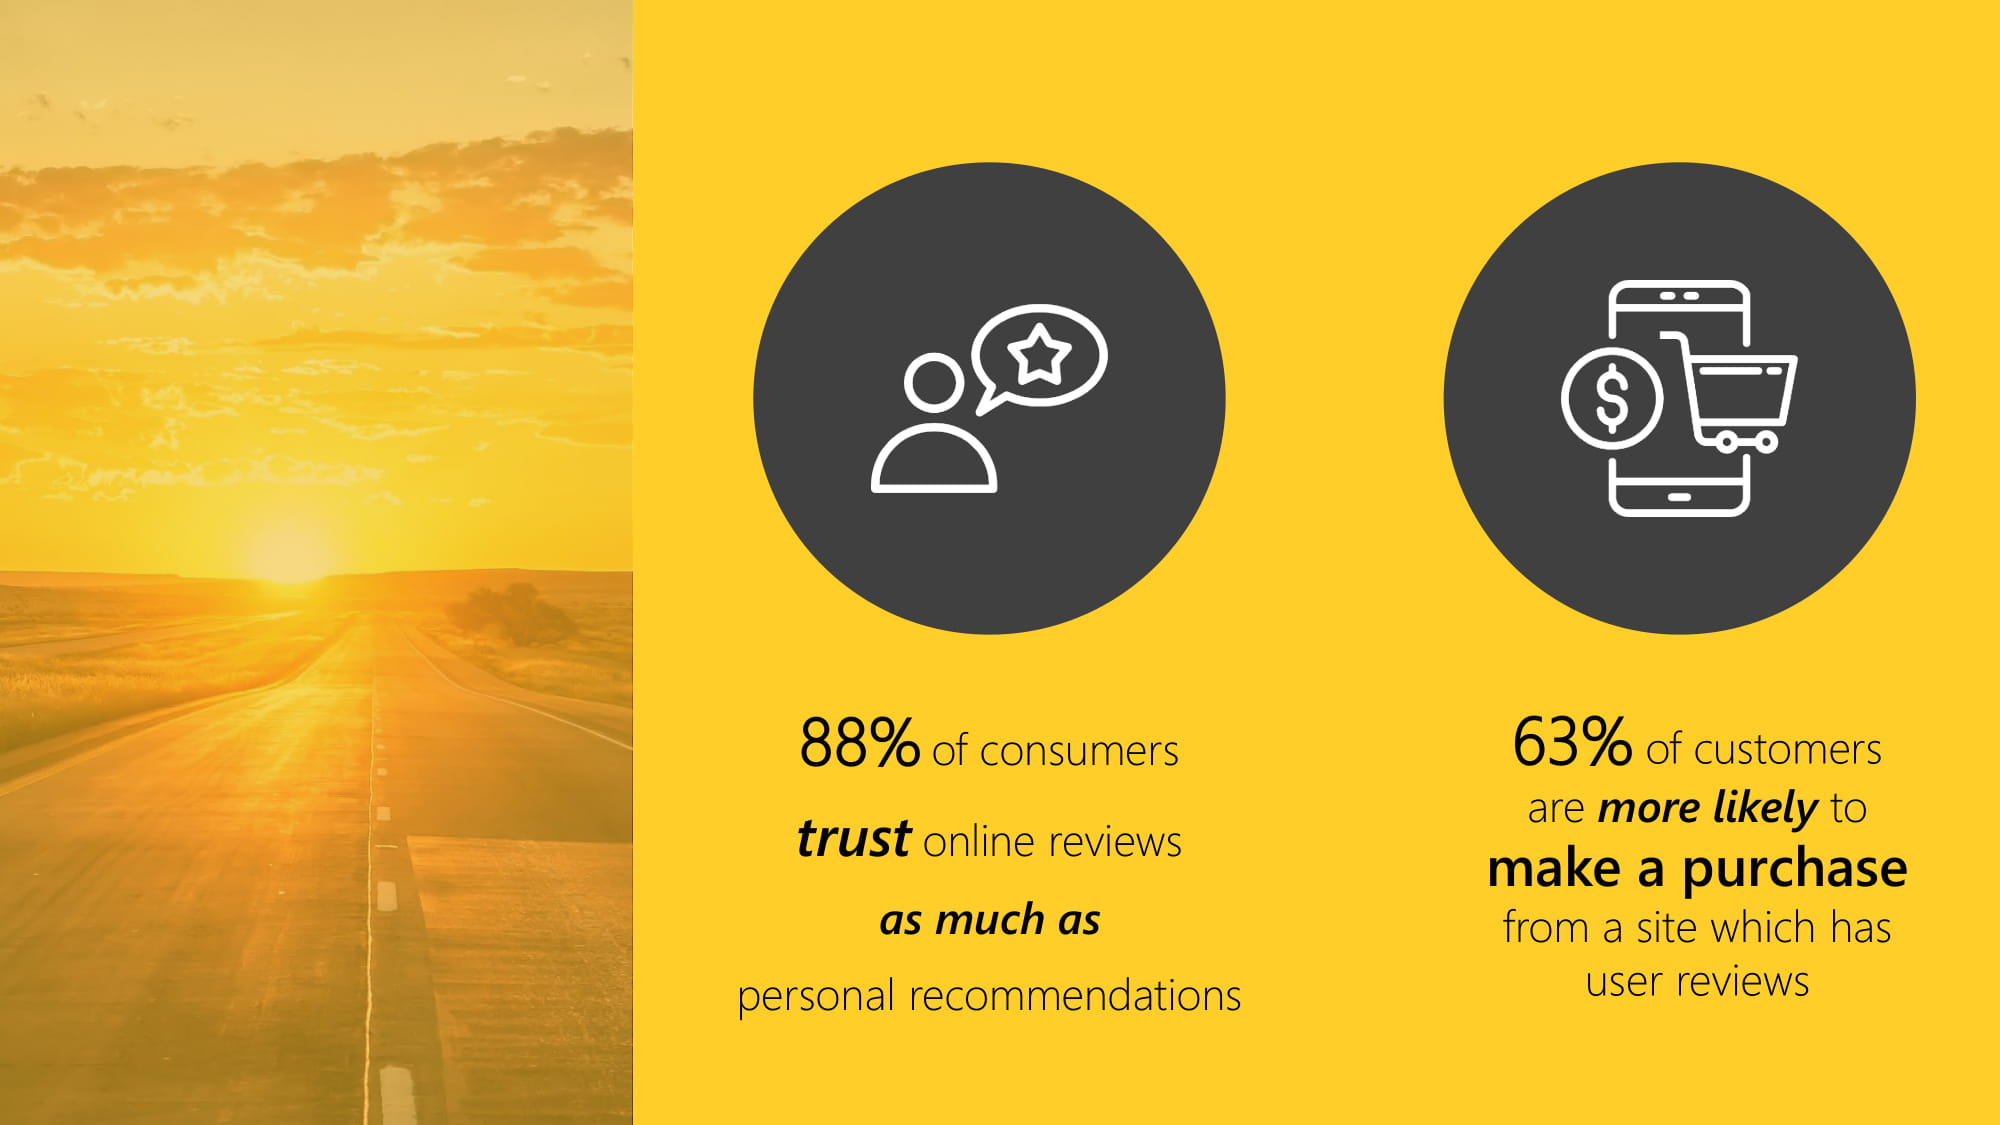 88% of consumers
trust online reviews
as much as
personal recommendations
63% of customers
are more likely to
make a purchase
from a site which has
user reviews